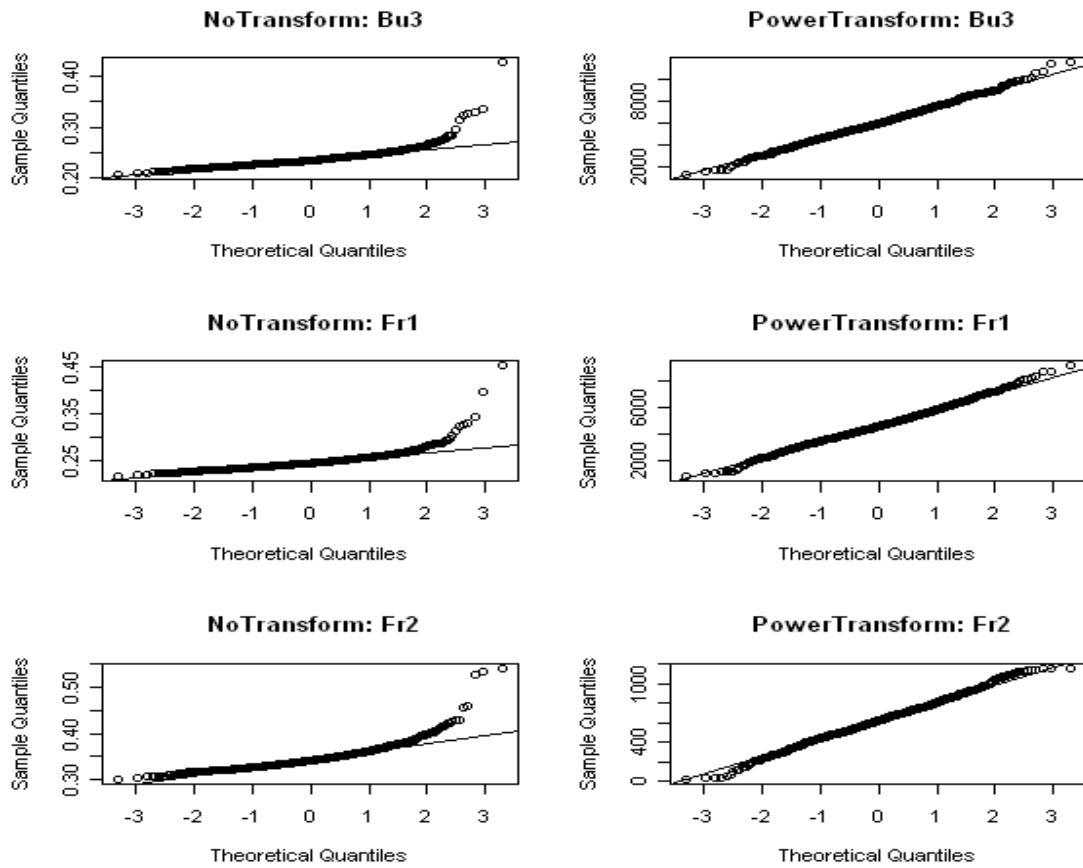 NoTransform: Bu3
Sample Quantiles
0.20 0.30 0.40
-3 -2 -1 0 1 2 3
Theoretical Quantiles
PowerTransform: Bu3
Sample Quantiles
2000 8000
-3 -2 -1 0 1 2 3
Theoretical Quantiles
NoTransform: Fr1
Sample Quantiles
0.25 0.35 0.45
-3 -2 -1 0 1 2 3
Theoretical Quantiles
PowerTransform: Fr1
Sample Quantiles
2000 6000
-3 -2 -1 0 1 2 3
Theoretical Quantiles
NoTransform: Fr2
Sample Quantiles
0.30 0.40 0.50
-3 -2 -1 0 1 2 3
Theoretical Quantiles
PowerTransform: Fr2
Sample Quantiles
0 400 1000
-3 -2 -1 0 1 2 3
Theoretical Quantiles